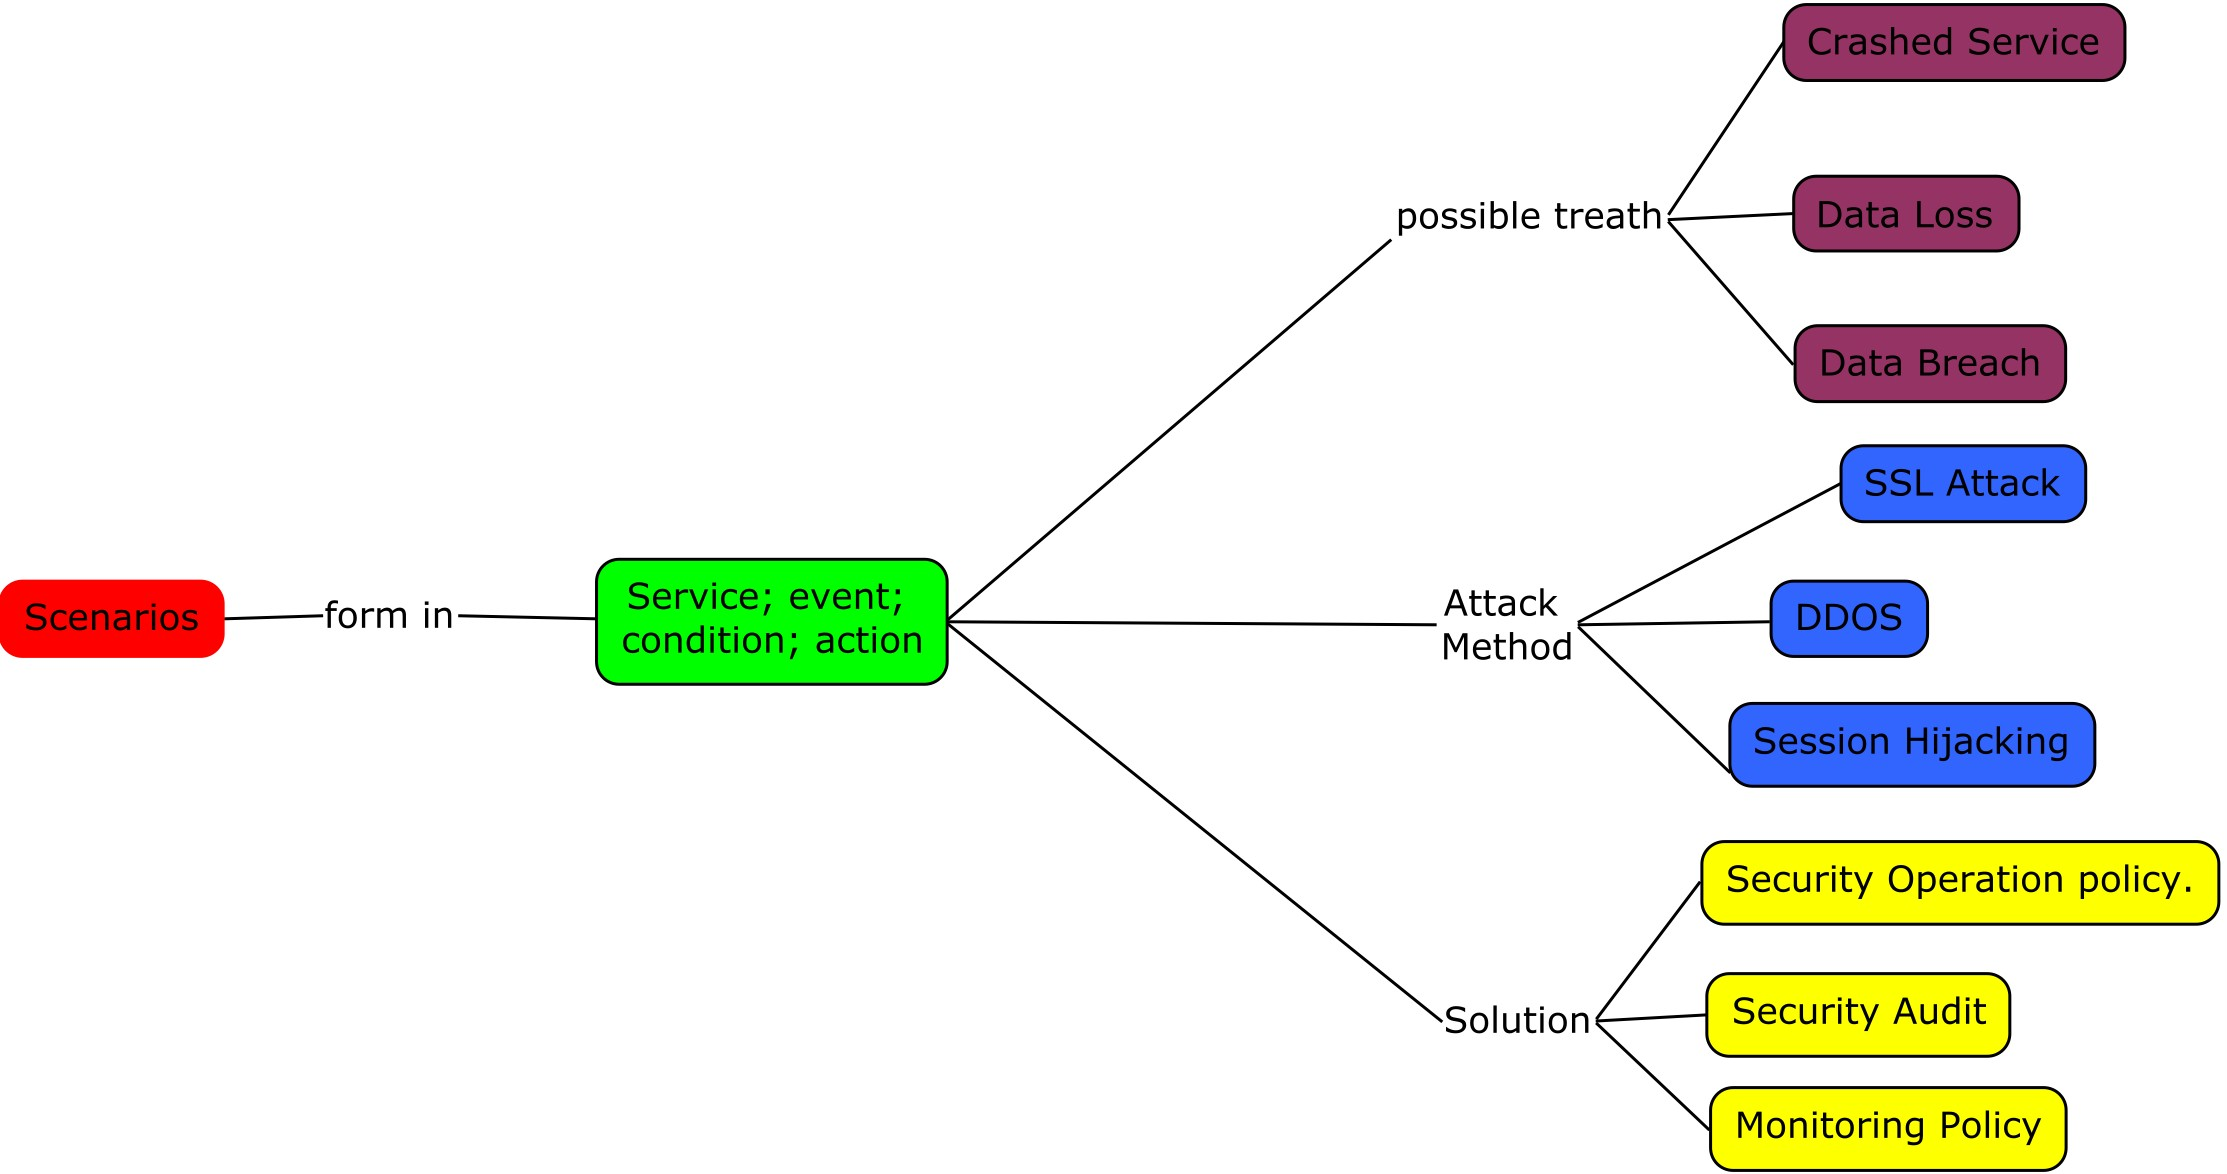 Scenarios
form in
Service; event;
condition; action
possible treath
Crashed Service
Data Loss
Data Breach
Attack
Method
SSL Attack
DDOS
Session Hijacking
Solution
Security Operation policy.
Security Audit
Monitoring Policy